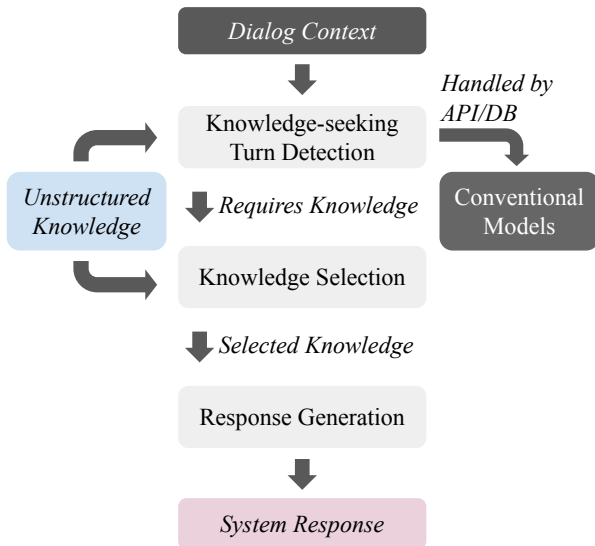 Dialog Context
Handled by
API/DB
Knowledge-seeking
Turn Detection
Unstructured
Knowledge
Requires Knowledge
Conventional
Models
Knowledge Selection
Selected Knowledge
Response Generation
System Response